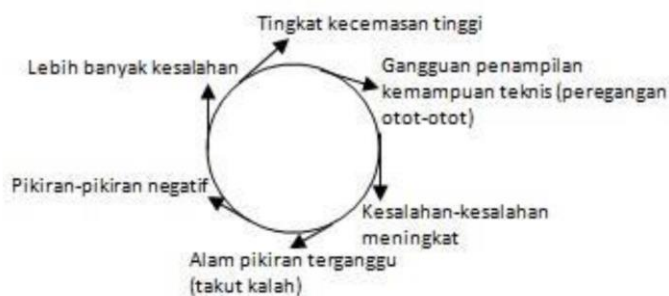 Tingkat kecemasan tinggi
Gangguan penampilan
kemampuan teknis (peregangan
otot-otot)
Kesalahan-kesalahan
meningkat
Alam pikiran terganggu
(takut kalah)
Pikiran-pikiran negatif
Lebih banyak kesalahan